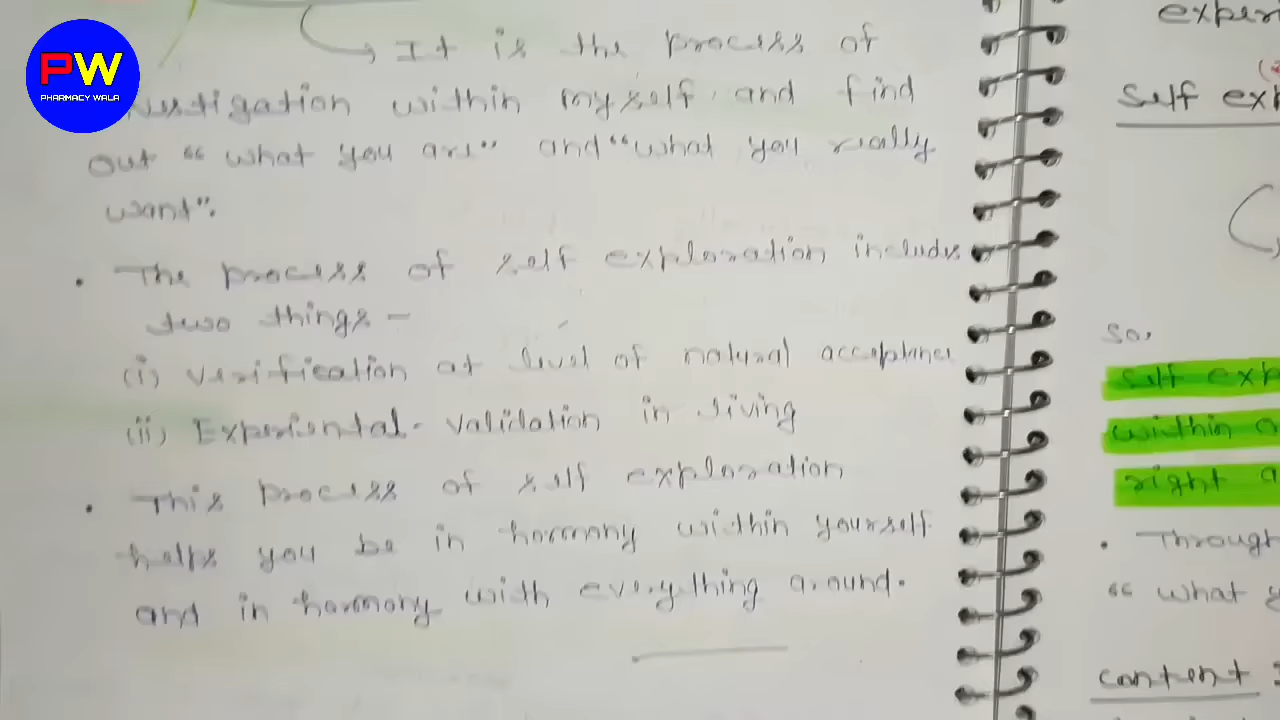 PW
PHARMACY WALA
It is the process of
investigation within myself, and find
out "what you are" and "what you really
want".
• The process of self exploration includes
two things -
(i) verification at level of natural acceptance
(ii) Experiental - validation in living
• This process of self exploration
helps you be in harmony within yourself
and in harmony with everything around.
exper
self exp
so,
self exp
within
right a
• Through
"what y
content